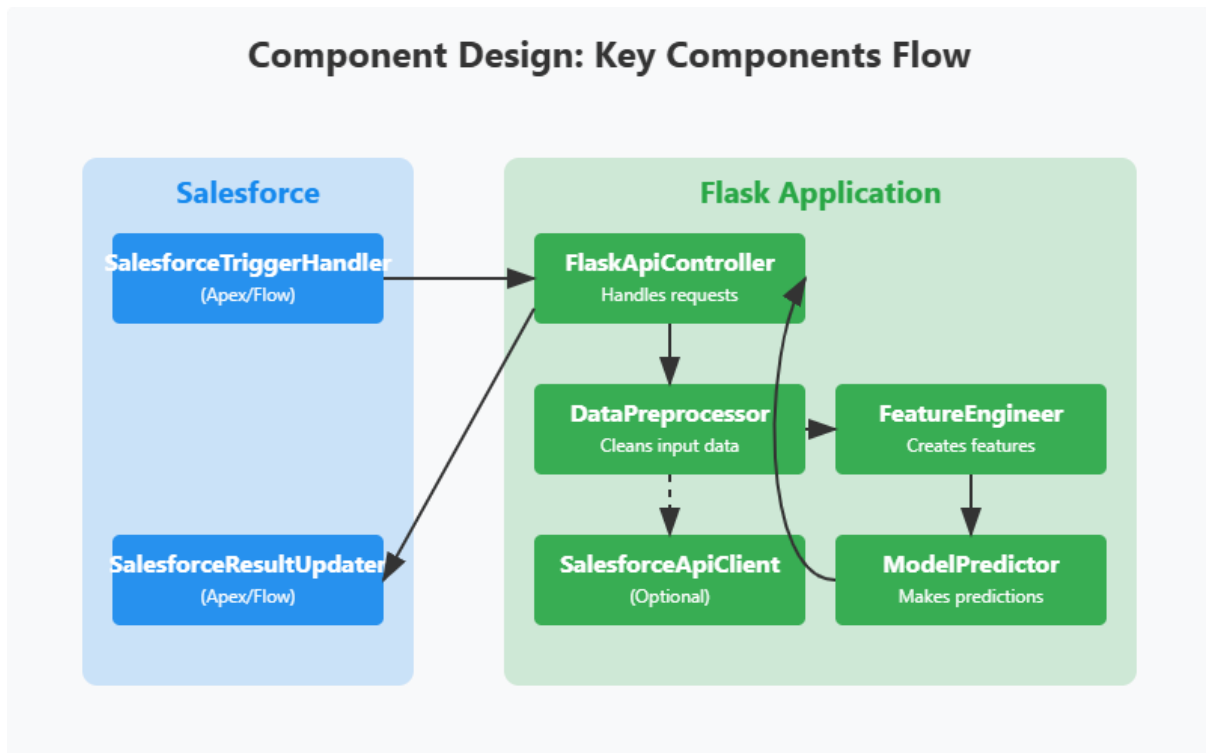 Component Design: Key Components Flow
Salesforce
SalesforceTriggerHandler
(Apex/Flow)
SalesforceResultUpdater
(Apex/Flow)
Flask Application
FlaskApiController
Handles requests
DataPreprocessor
Cleans input data
FeatureEngineer
Creates features
SalesforceApiClient
(Optional)
ModelPredictor
Makes predictions